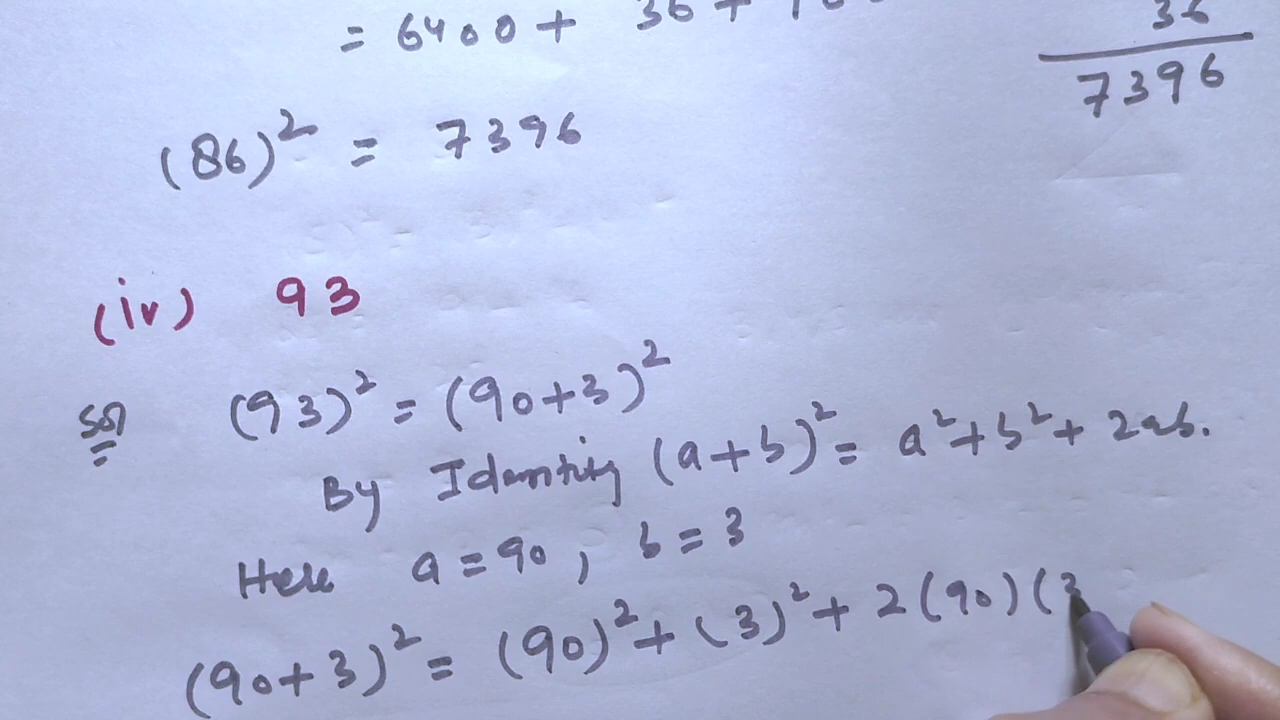 = 6400 + 36 +
36
7396
(86)² = 7396
(iv) 93
Sol (93)² = (90+3)²
By Identity (a+b)² = a²+b²+ 2ab.
Here a = 90 , b = 3
(90+3)² = (90)² + (3)² + 2(90)(3